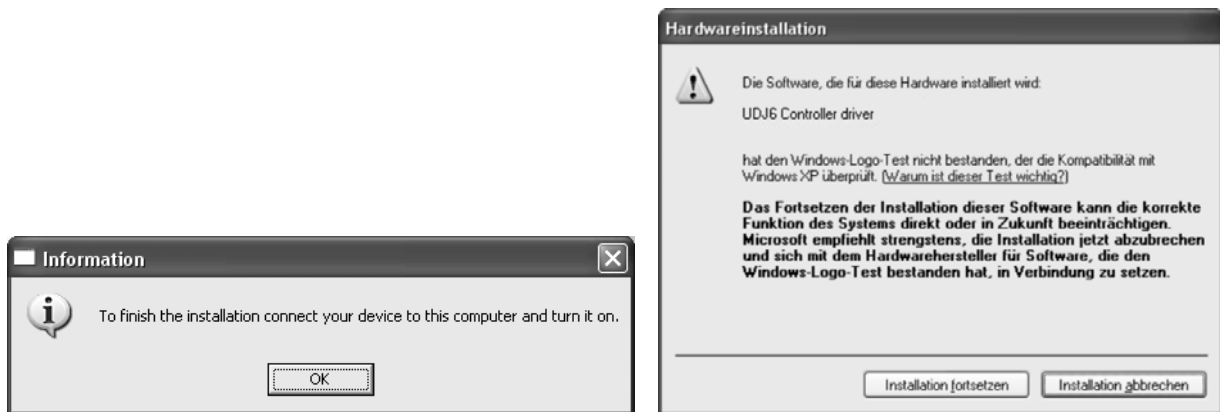 Information
To finish the installation connect your device to this computer and turn it on.
OK
Hardwareinstallation
Die Software, die für diese Hardware installiert wird:
UDJ6 Controller driver
hat den Windows-Logo-Test nicht bestanden, der die Kompatibilität mit
Windows XP überprüft. (Warum ist dieser Test wichtig?)
Das Fortsetzen der Installation dieser Software kann die korrekte
Funktion des Systems direkt oder in Zukunft beeinträchtigen.
Microsoft empfiehlt strengstens, die Installation jetzt abzubrechen
und sich mit dem Hardwarehersteller für Software, die den
Windows-Logo-Test bestanden hat, in Verbindung zu setzen.
Installation fortsetzen
Installation abbrechen